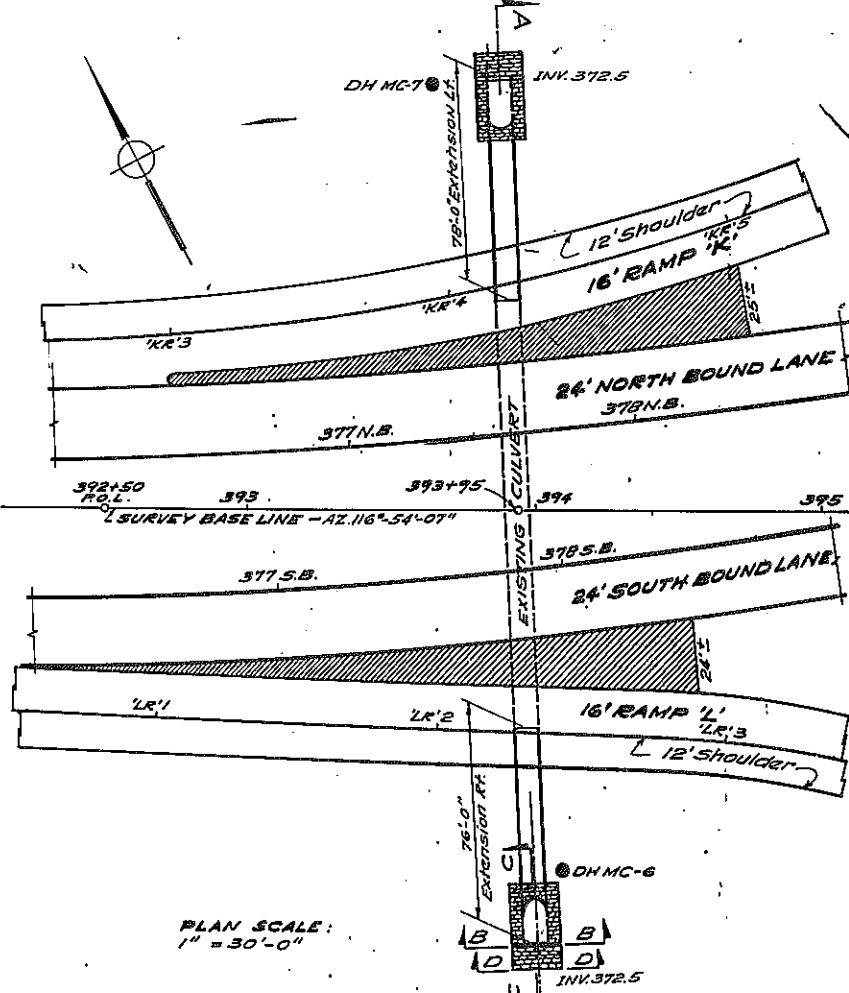 A
DH MC-7
INV. 372.5
78'-0" Extension Lt.
12' Shoulder
'KR'5
16' RAMP 'K'
'KR'4
'KR'3
25'±
24' NORTH BOUND LANE
378 N.B.
377 N.B.
EXISTING CULVERT
392+50
P.O.L.
393
393+95
394
395
SURVEY BASE LINE - AZ. 116°-54'-07"
378 S.B.
377 S.B.
24' SOUTH BOUND LANE
24'±
'LR'1
'LR'2
16' RAMP 'L'
'LR'3
12' Shoulder
76'-0"
Extension Rt.
C
DH MC-6
PLAN SCALE:
1" = 30'-0"
B B
D D
INV. 372.5